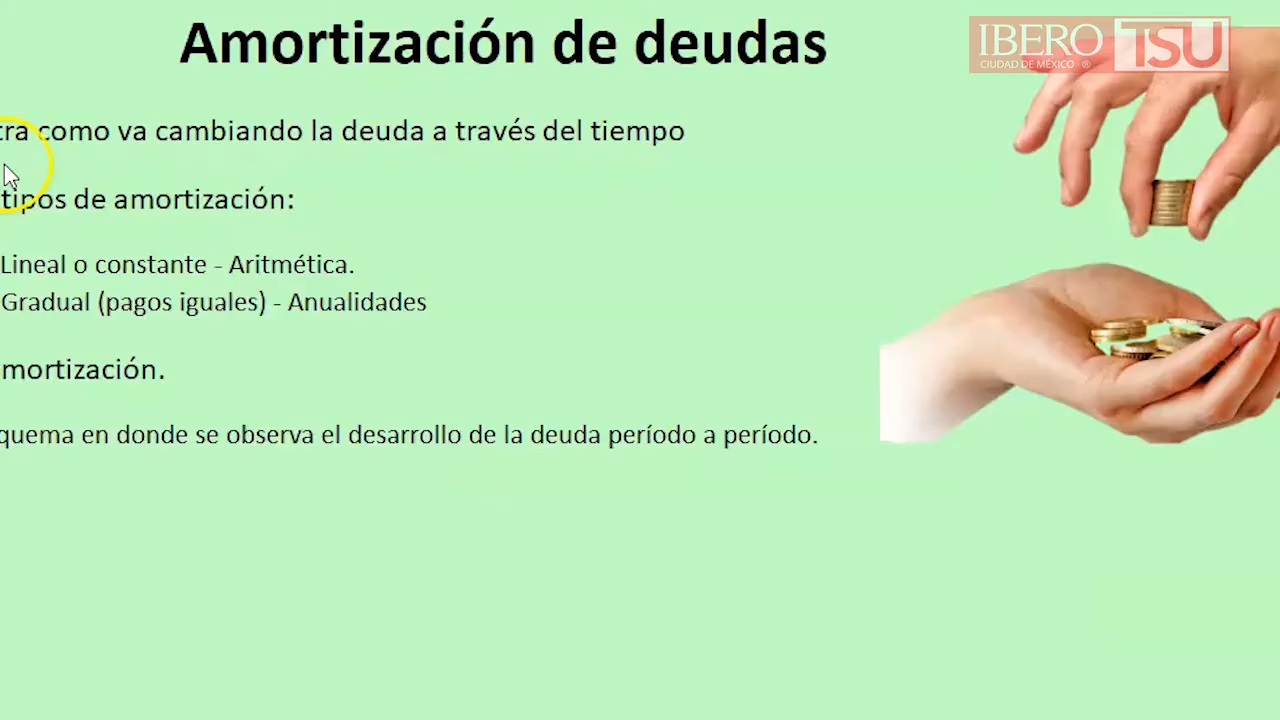 Amortización de deudas
IBERO TSU
CIUDAD DE MÉXICO ®
tra como va cambiando la deuda a través del tiempo
tipos de amortización:
Lineal o constante - Aritmética.
Gradual (pagos iguales) - Anualidades
mortización.
quema en donde se observa el desarrollo de la deuda período a período.